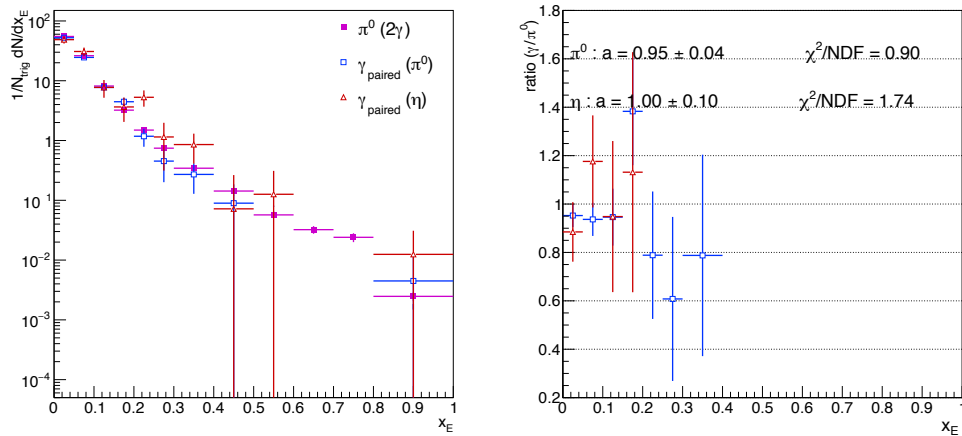 1/N_trig dN/dx_E
10²
10
1
10⁻¹
10⁻²
10⁻³
10⁻⁴
π⁰ (2γ)
γ_paired (π⁰)
γ_paired (η)
0 0.1 0.2 0.3 0.4 0.5 0.6 0.7 0.8 0.9 1
x_E
ratio (γ/π⁰)
1.8
1.6
1.4
1.2
1
0.8
0.6
0.4
0.2
π⁰ : a = 0.95 ± 0.04 χ²/NDF = 0.90
η : a = 1.00 ± 0.10 χ²/NDF = 1.74
0 0.1 0.2 0.3 0.4 0.5 0.6 0.7 0.8 0.9 1
x_E